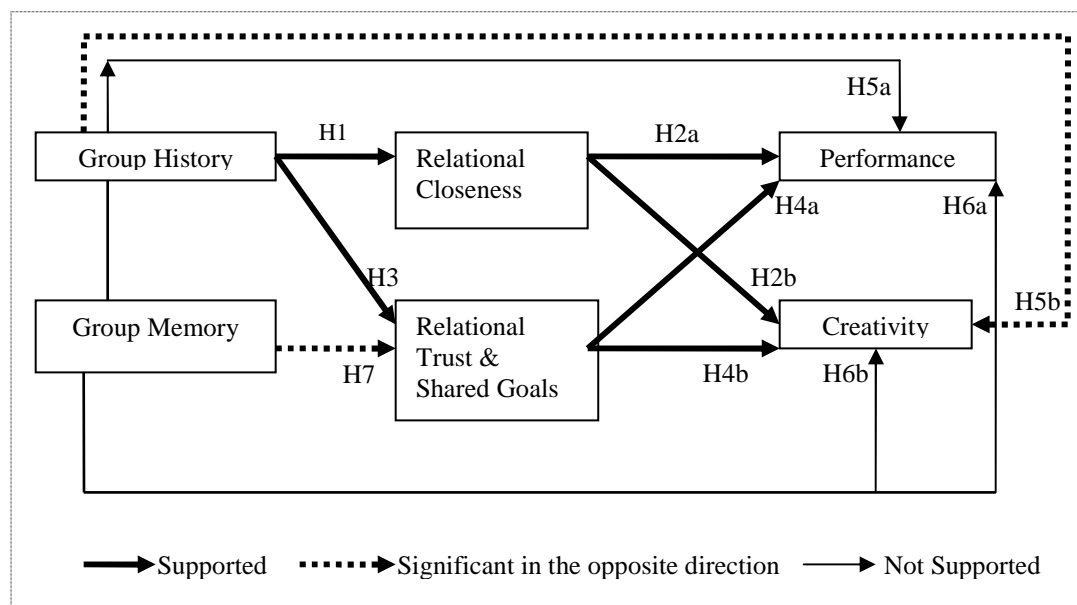 H5a
H1
H2a
Group History
Relational
Closeness
Performance
H4a
H6a
H3
H2b
Group Memory
Relational
Trust &
Shared Goals
Creativity
H5b
H7
H4b
H6b
Supported
Significant in the opposite direction
Not Supported